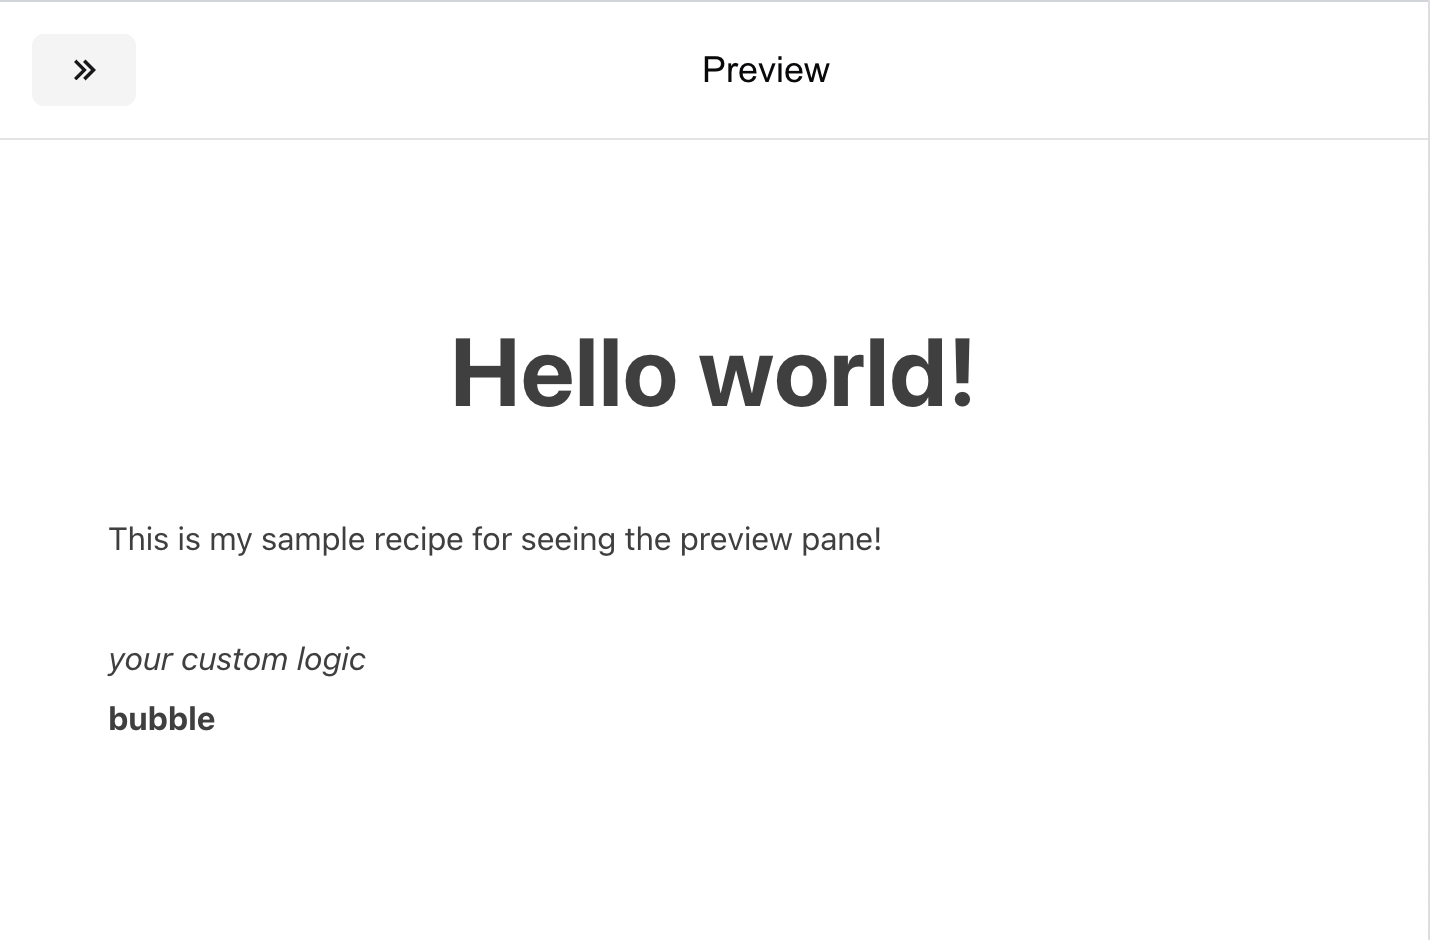 Preview
Hello world!
This is my sample recipe for seeing the preview pane!
your custom logic
bubble